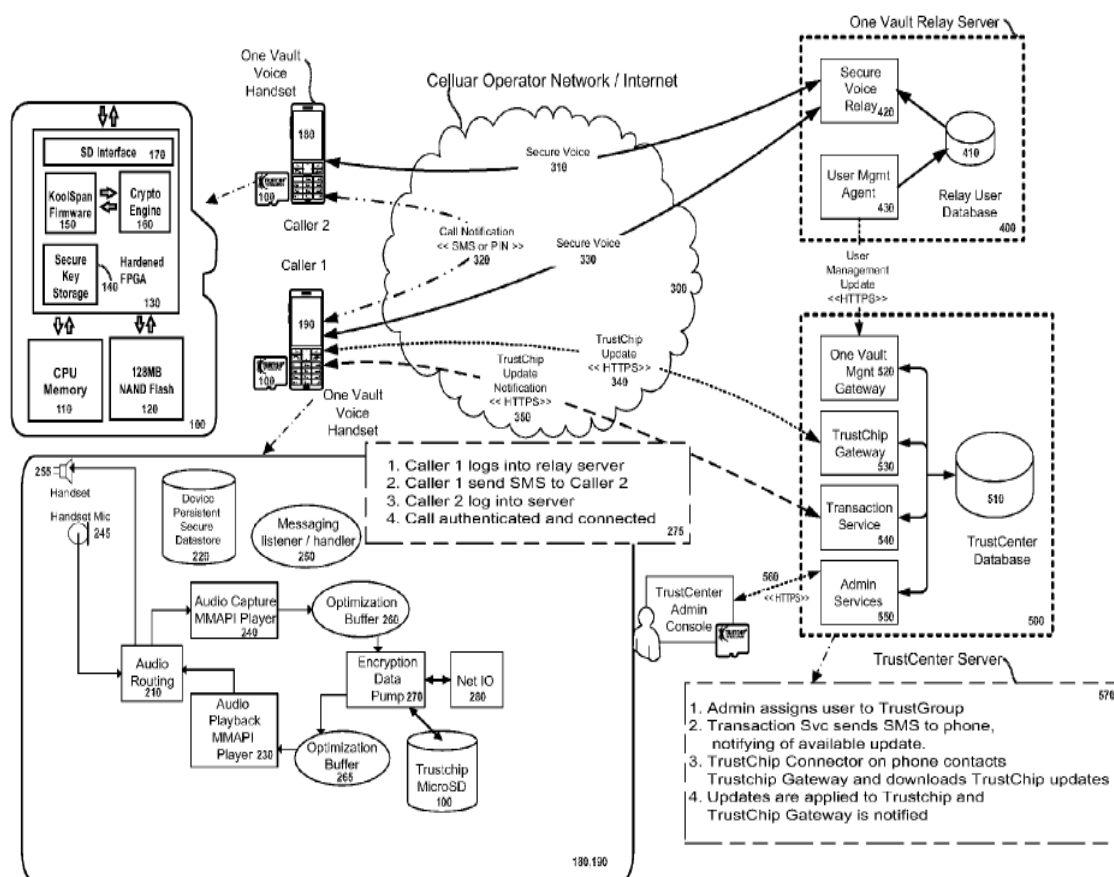 One Vault Relay Server
Secure
Voice
Relay
420
410
User Mgmt
Agent
430
Relay User
Database
400
One Vault
Voice
Handset
180
100
Caller 2
Celluar Operator Network / Internet
Secure Voice
310
Call Notification
<< SMS or PIN >>
320
Secure Voice
330
300
SD Interface
170
KoolSpan
Firmware
150
Crypto
Engine
160
Secure
Key
Storage
140
Hardened
FPGA
130
CPU
Memory
110
128MB
NAND Flash
120
100
Caller 1
190
100
One Vault
Voice
Handset
TrustChip
Update
<< HTTPS >>
340
TrustChip
Update
Notification
<< HTTPS >>
350
User
Management
Update
<<HTTPS>>
One Vault
Mgnt
Gateway
520
TrustChip
Gateway
530
Transaction
Service
540
Admin
Services
550
510
TrustCenter
Database
500
TrustCenter Server
560
<< HTTPS>>
TrustCenter
Admin
Console
1. Caller 1 logs into relay server
2. Caller 1 send SMS to Caller 2
3. Caller 2 log into server
4. Call authenticated and connected
275
255
Handset
Handset Mic
245
Device
Persistent
Secure
Datastore
220
Messaging
listener / handler
250
Audio Capture
MMAPI Player
240
Optimization
Buffer 260
Audio
Routing
210
Encryption
Data
Pump 270
Net IO
280
Audio
Playback
MMAPI
Player 230
Optimization
Buffer
265
Trustchip
MicroSD
100
180.190
570
1. Admin assigns user to TrustGroup
2. Transaction Svc sends SMS to phone,
notifying of available update.
3. TrustChip Connector on phone contacts
Trustchip Gateway and downloads TrustChip updates
4. Updates are applied to Trustchip and
TrustChip Gateway is notified